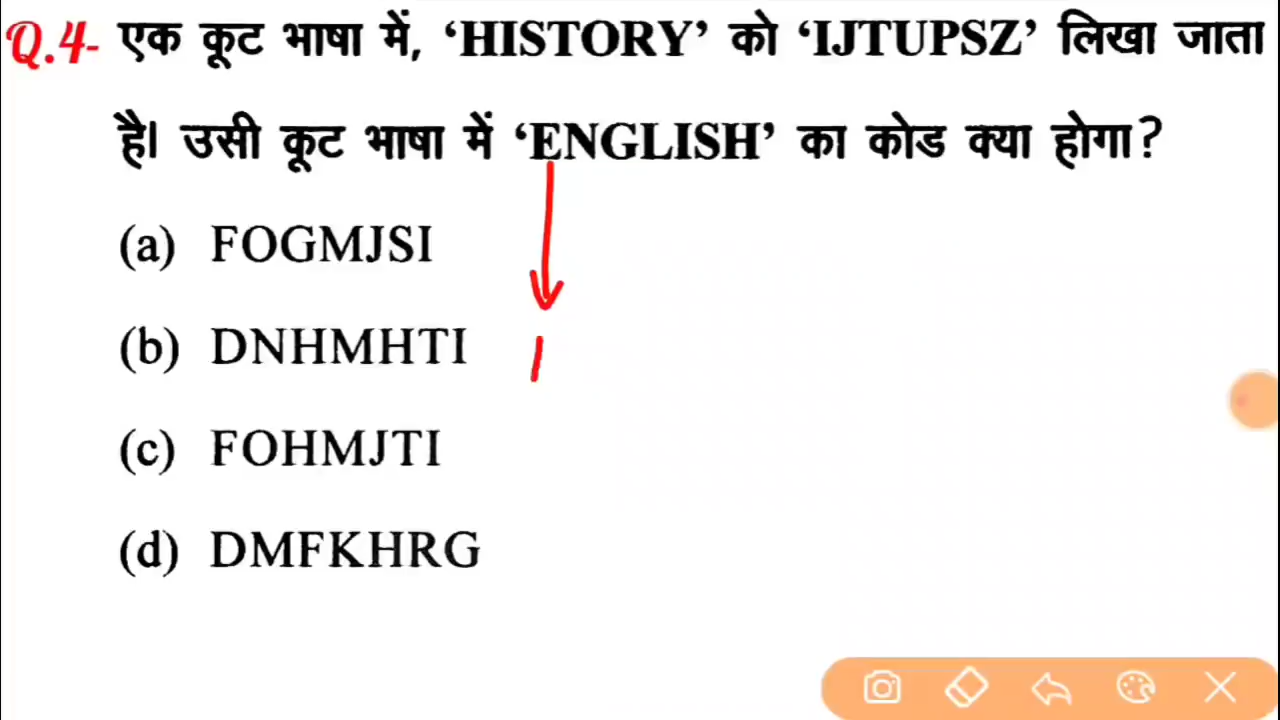 Q.4- एक कूट भाषा में, ‘HISTORY’ को ‘IJTUPSZ’ लिखा जाता
है। उसी कूट भाषा में ‘ENGLISH’ का कोड क्या होगा?
(a) FOGMJSI
(b) DNHMHTI
(c) FOHMJTI
(d) DMFKHRG